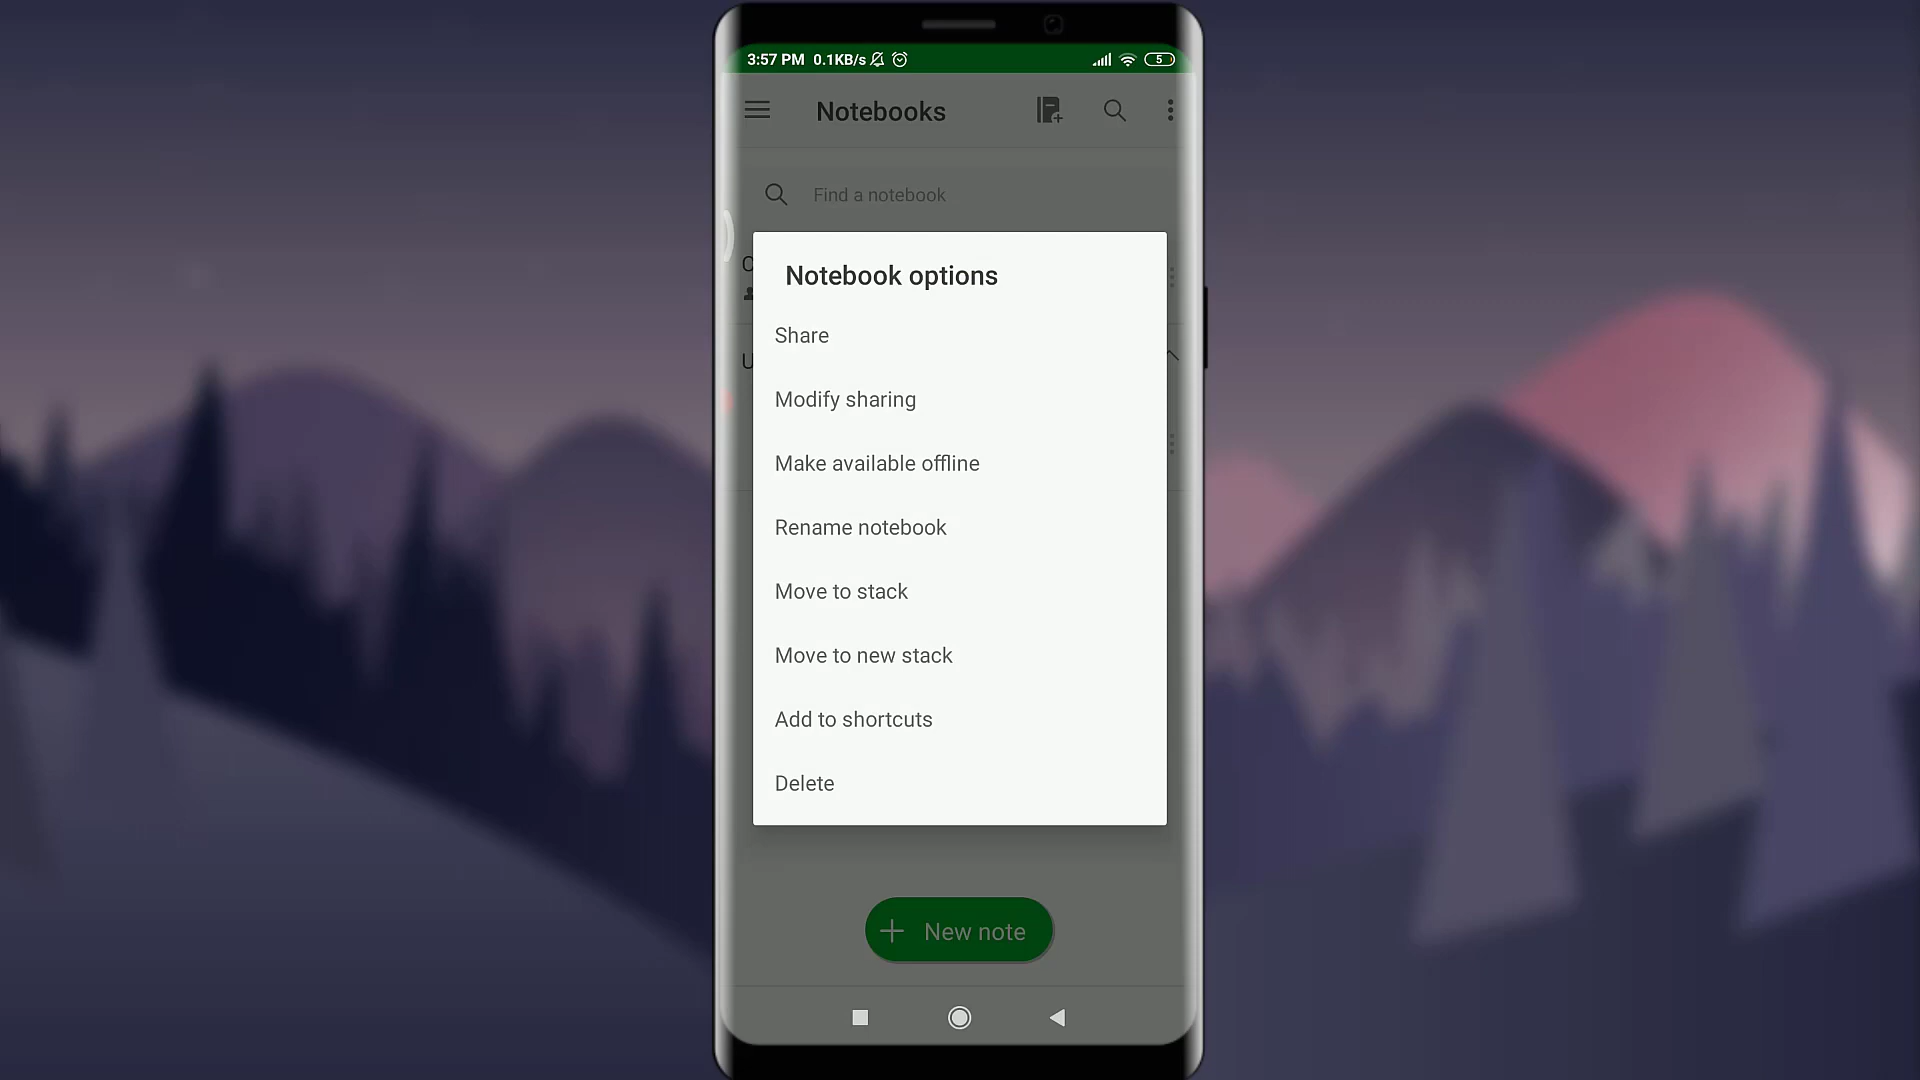 3:57 PM 0.1KB/s 5
Notebooks
Find a notebook
Notebook options
Share
Modify sharing
Make available offline
Rename notebook
Move to stack
Move to new stack
Add to shortcuts
Delete
New note